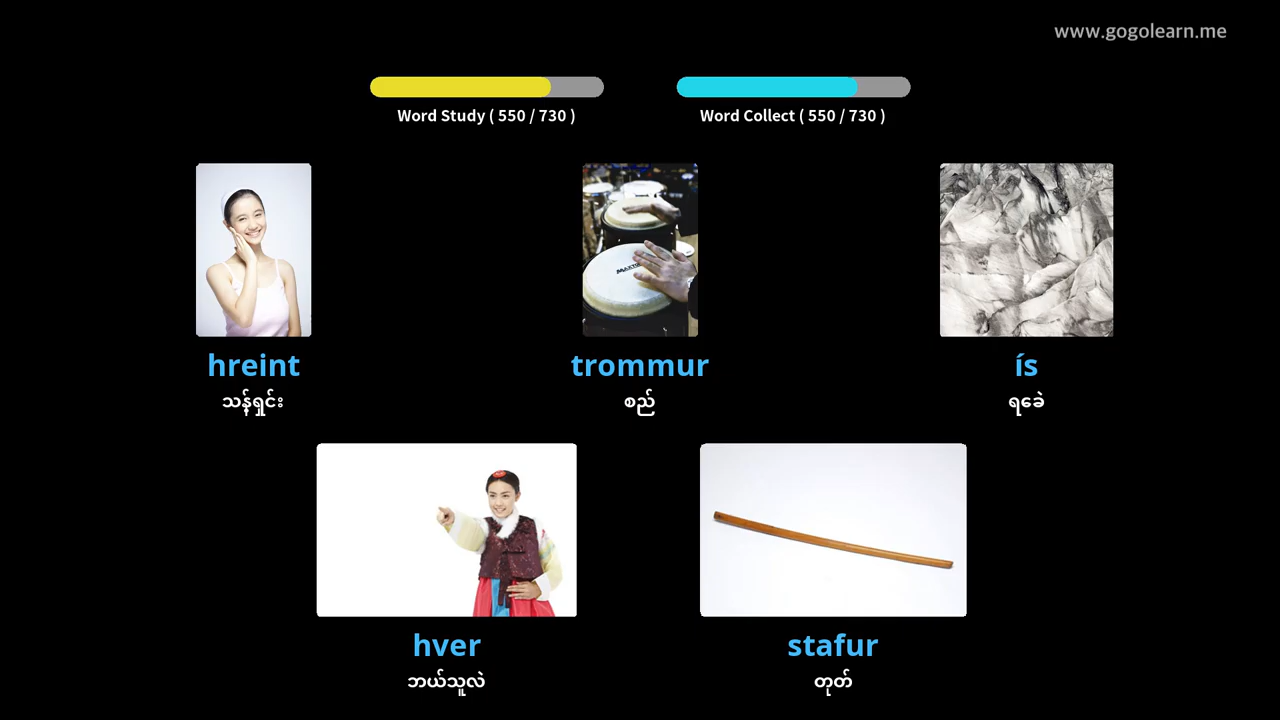 www.gogolearn.me
Word Study ( 550 / 730 )
Word Collect ( 550 / 730 )
hreint
သန့်ရှင်း
trommur
စည်
ís
ရခေဲ
hver
ဘယ်သူလဲ
stafur
တုတ်